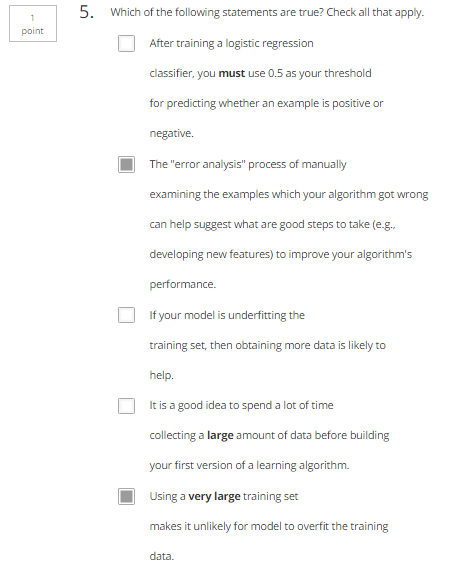 1
point
5. Which of the following statements are true? Check all that apply.
After training a logistic regression
classifier, you must use 0.5 as your threshold
for predicting whether an example is positive or
negative.
The "error analysis" process of manually
examining the examples which your algorithm got wrong
can help suggest what are good steps to take (e.g.,
developing new features) to improve your algorithm's
performance.
If your model is underfitting the
training set, then obtaining more data is likely to
help.
It is a good idea to spend a lot of time
collecting a large amount of data before building
your first version of a learning algorithm.
Using a very large training set
makes it unlikely for model to overfit the training
data.